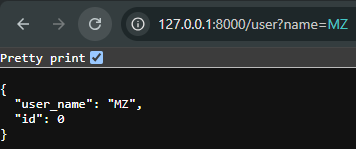 127.0.0.1:8000/user?name=MZ
Pretty print
{
  "user_name": "MZ",
  "id": 0
}